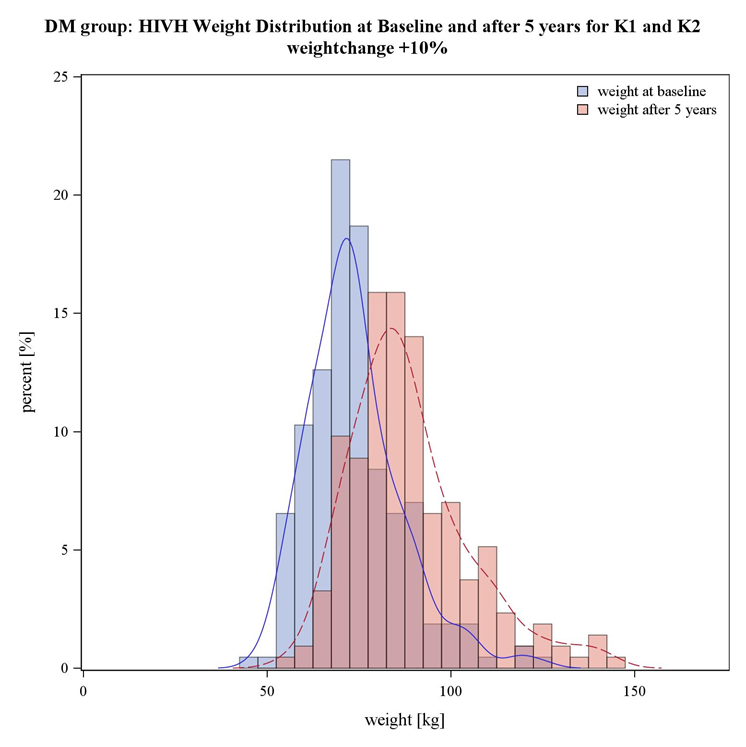 DM group: HIVH Weight Distribution at Baseline and after 5 years for K1 and K2
weightchange +10%
weight at baseline
weight after 5 years
25
20
15
10
5
0
percent [%]
0 50 100 150
weight [kg]